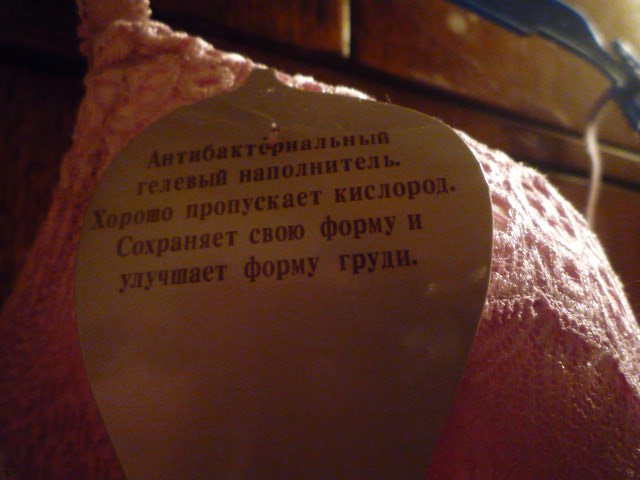 Антибактериальный
гелевый наполнитель.
Хорошо пропускает кислород.
Сохраняет свою форму и
улучшает форму груди.